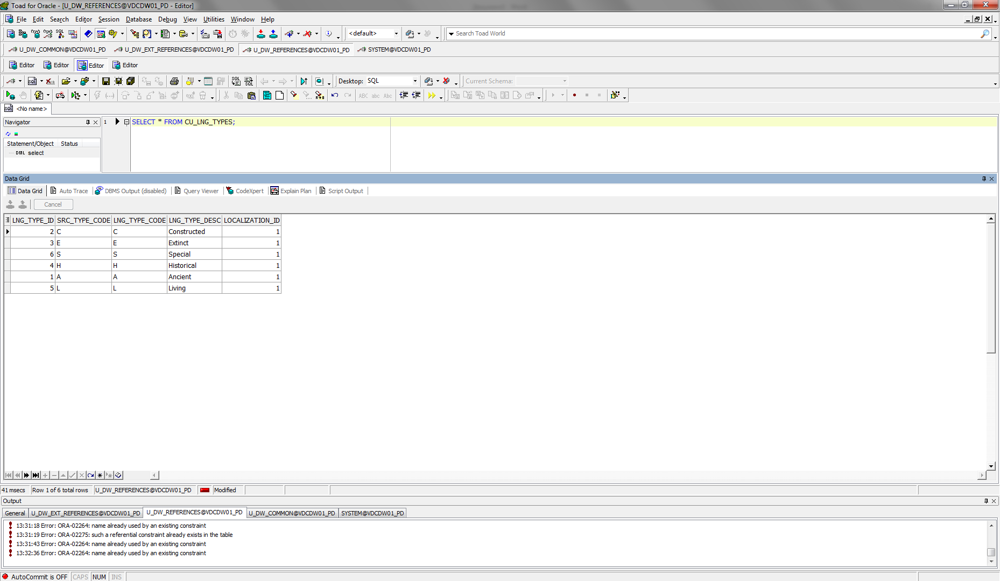 Toad for Oracle - [U_DW_REFERENCES@VDCDW01_PD - Editor]
File Edit Search Editor Session Database Debug View Utilities Window Help
<default> Search Toad World
U_DW_COMMON@VDCDW01_PD U_DW_EXT_REFERENCES@VDCDW01_PD U_DW_REFERENCES@VDCDW01_PD SYSTEM@VDCDW01_PD
Editor Editor Editor Editor
Desktop: SQL Current Schema:
ABC abc Abc
<No name>
Navigator
1 SELECT * FROM CU_LNG_TYPES;
Statement/Object Status
DML select
Data Grid
Data Grid Auto Trace DBMS Output (disabled) Query Viewer CodeXpert Explain Plan Script Output
Cancel
LNG_TYPE_ID SRC_TYPE_CODE LNG_TYPE_CODE LNG_TYPE_DESC LOCALIZATION_ID
2 C C Constructed 1
3 E E Extinct 1
6 S S Special 1
4 H H Historical 1
1 A A Ancient 1
5 L L Living 1
41 msecs Row 1 of 6 total rows U_DW_REFERENCES@VDCDW01_PD Modified
Output
General U_DW_EXT_REFERENCES@VDCDW01_PD U_DW_REFERENCES@VDCDW01_PD U_DW_COMMON@VDCDW01_PD SYSTEM@VDCDW01_PD
13:31:18 Error: ORA-02264: name already used by an existing constraint
13:31:19 Error: ORA-02275: such a referential constraint already exists in the table
13:31:43 Error: ORA-02264: name already used by an existing constraint
13:32:36 Error: ORA-02264: name already used by an existing constraint
AutoCommit is OFF CAPS NUM INS